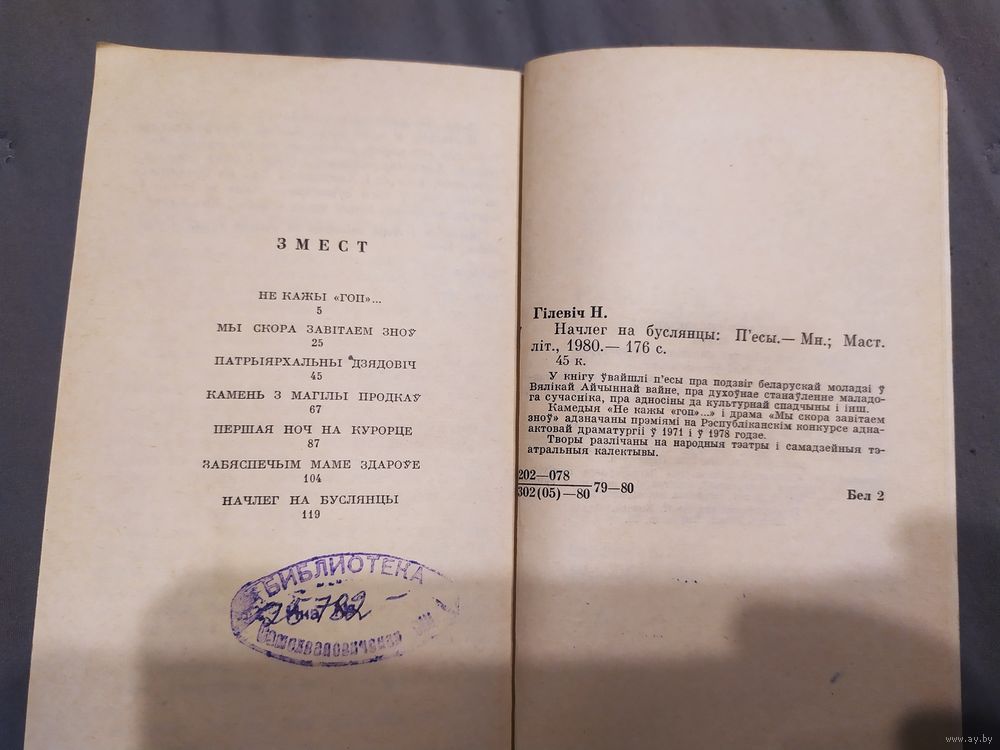 ЗМЕСТ
НЕ КАЖЫ «ГОП»...
5
МЫ СКОРА ЗАВІТАЕМ ЗНОЎ
25
ПАТРЫЯРХАЛЬНЫ ДЗЯДОВІЧ
45
КАМЕНЬ З МАГІЛЫ ПРОДКАЎ
67
ПЕРШАЯ НОЧ НА КУРОРЦЕ
87
ЗАБЯСПЕЧЫМ МАМЕ ЗДАРОЎЕ
104
НАЧЛЕГ НА БУСЛЯНЦЫ
119
БИБЛИОТЕКА
Гілевіч Н.
Начлег на буслянцы: П'есы.— Мн.; Маст.
літ., 1980.— 176 с.
45 к.
У кнігу ўвайшлі п'есы пра подзвіг беларускай моладзі ў
Вялікай Айчыннай вайне, пра духоўнае станаўленне маладо-
га сучасніка, пра адносіны да культурнай спадчыны і інш.
Камедыя «Не кажы «гоп»...» і драма «Мы скора завітаем
зноў» адзначаны прэміямі на Рэспубліканскім конкурсе адна-
актовай драматургіі ў 1971 і ў 1978 годзе.
Творы разлічаны на народныя тэатры і самадзейныя тэ-
атральныя калектывы.
202—078
302(05)—80 79—80
Бел 2
www.ay.by